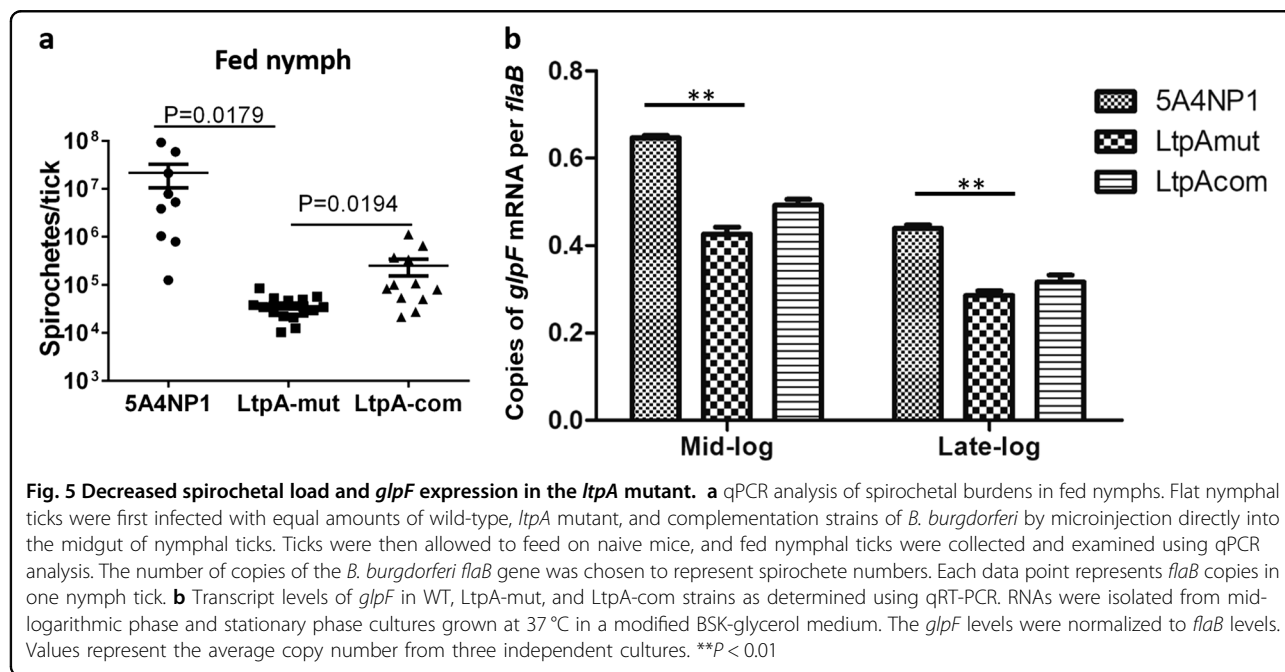 a
Fed nymph
P=0.0179
P=0.0194
Spirochetes/tick
10⁸
10⁷
10⁶
10⁵
10⁴
10³
5A4NP1 LtpA-mut LtpA-com
b
Copies of glpF mRNA per flaB
0.8
0.6
0.4
0.2
0.0
**
**
Mid-log Late-log
5A4NP1
LtpAmut
LtpAcom
Fig. 5 Decreased spirochetal load and glpF expression in the ltpA mutant. a qPCR analysis of spirochetal burdens in fed nymphs. Flat nymphal
ticks were first infected with equal amounts of wild-type, ltpA mutant, and complementation strains of B. burgdorferi by microinjection directly into
the midgut of nymphal ticks. Ticks were then allowed to feed on naive mice, and fed nymphal ticks were collected and examined using qPCR
analysis. The number of copies of the B. burgdorferi flaB gene was chosen to represent spirochete numbers. Each data point represents flaB copies in
one nymph tick. b Transcript levels of glpF in WT, LtpA-mut, and LtpA-com strains as determined using qRT-PCR. RNAs were isolated from mid-
logarithmic phase and stationary phase cultures grown at 37 °C in a modified BSK-glycerol medium. The glpF levels were normalized to flaB levels.
Values represent the average copy number from three independent cultures. **P < 0.01